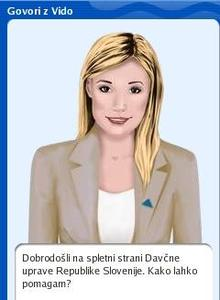 Govori z Vido
Dobrodošli na spletni strani Davčne
uprave Republike Slovenije. Kako lahko
pomagam?